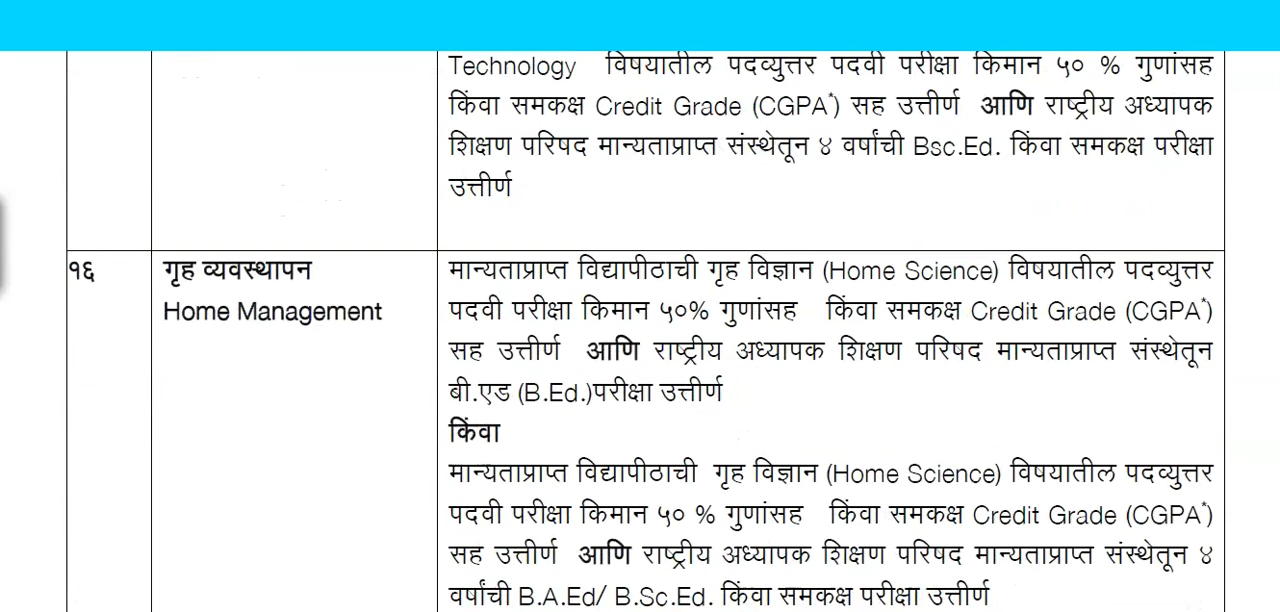 Technology विषयातील पदव्युत्तर पदवी परीक्षा किमान ५० % गुणांसह
किंवा समकक्ष Credit Grade (CGPA*) सह उत्तीर्ण आणि राष्ट्रीय अध्यापक
शिक्षण परिषद मान्यताप्राप्त संस्थेतून ४ वर्षांची Bsc.Ed. किंवा समकक्ष परीक्षा
उत्तीर्ण
१६
गृह व्यवस्थापन
Home Management
मान्यताप्राप्त विद्यापीठाची गृह विज्ञान (Home Science) विषयातील पदव्युत्तर
पदवी परीक्षा किमान ५०% गुणांसह किंवा समकक्ष Credit Grade (CGPA*)
सह उत्तीर्ण आणि राष्ट्रीय अध्यापक शिक्षण परिषद मान्यताप्राप्त संस्थेतून
बी.एड (B.Ed.)परीक्षा उत्तीर्ण
किंवा
मान्यताप्राप्त विद्यापीठाची गृह विज्ञान (Home Science) विषयातील पदव्युत्तर
पदवी परीक्षा किमान ५० % गुणांसह किंवा समकक्ष Credit Grade (CGPA*)
सह उत्तीर्ण आणि राष्ट्रीय अध्यापक शिक्षण परिषद मान्यताप्राप्त संस्थेतून ४
वर्षांची B.A.Ed/ B.Sc.Ed. किंवा समकक्ष परीक्षा उत्तीर्ण